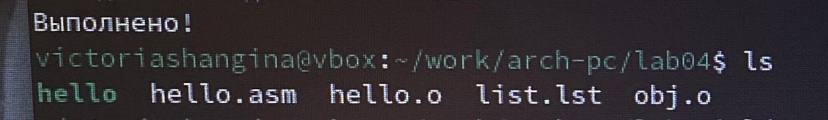 Выполнено!
victoriashangina@vbox:~/work/arch-pc/lab04$ ls
hello  hello.asm  hello.o  list.lst  obj.o